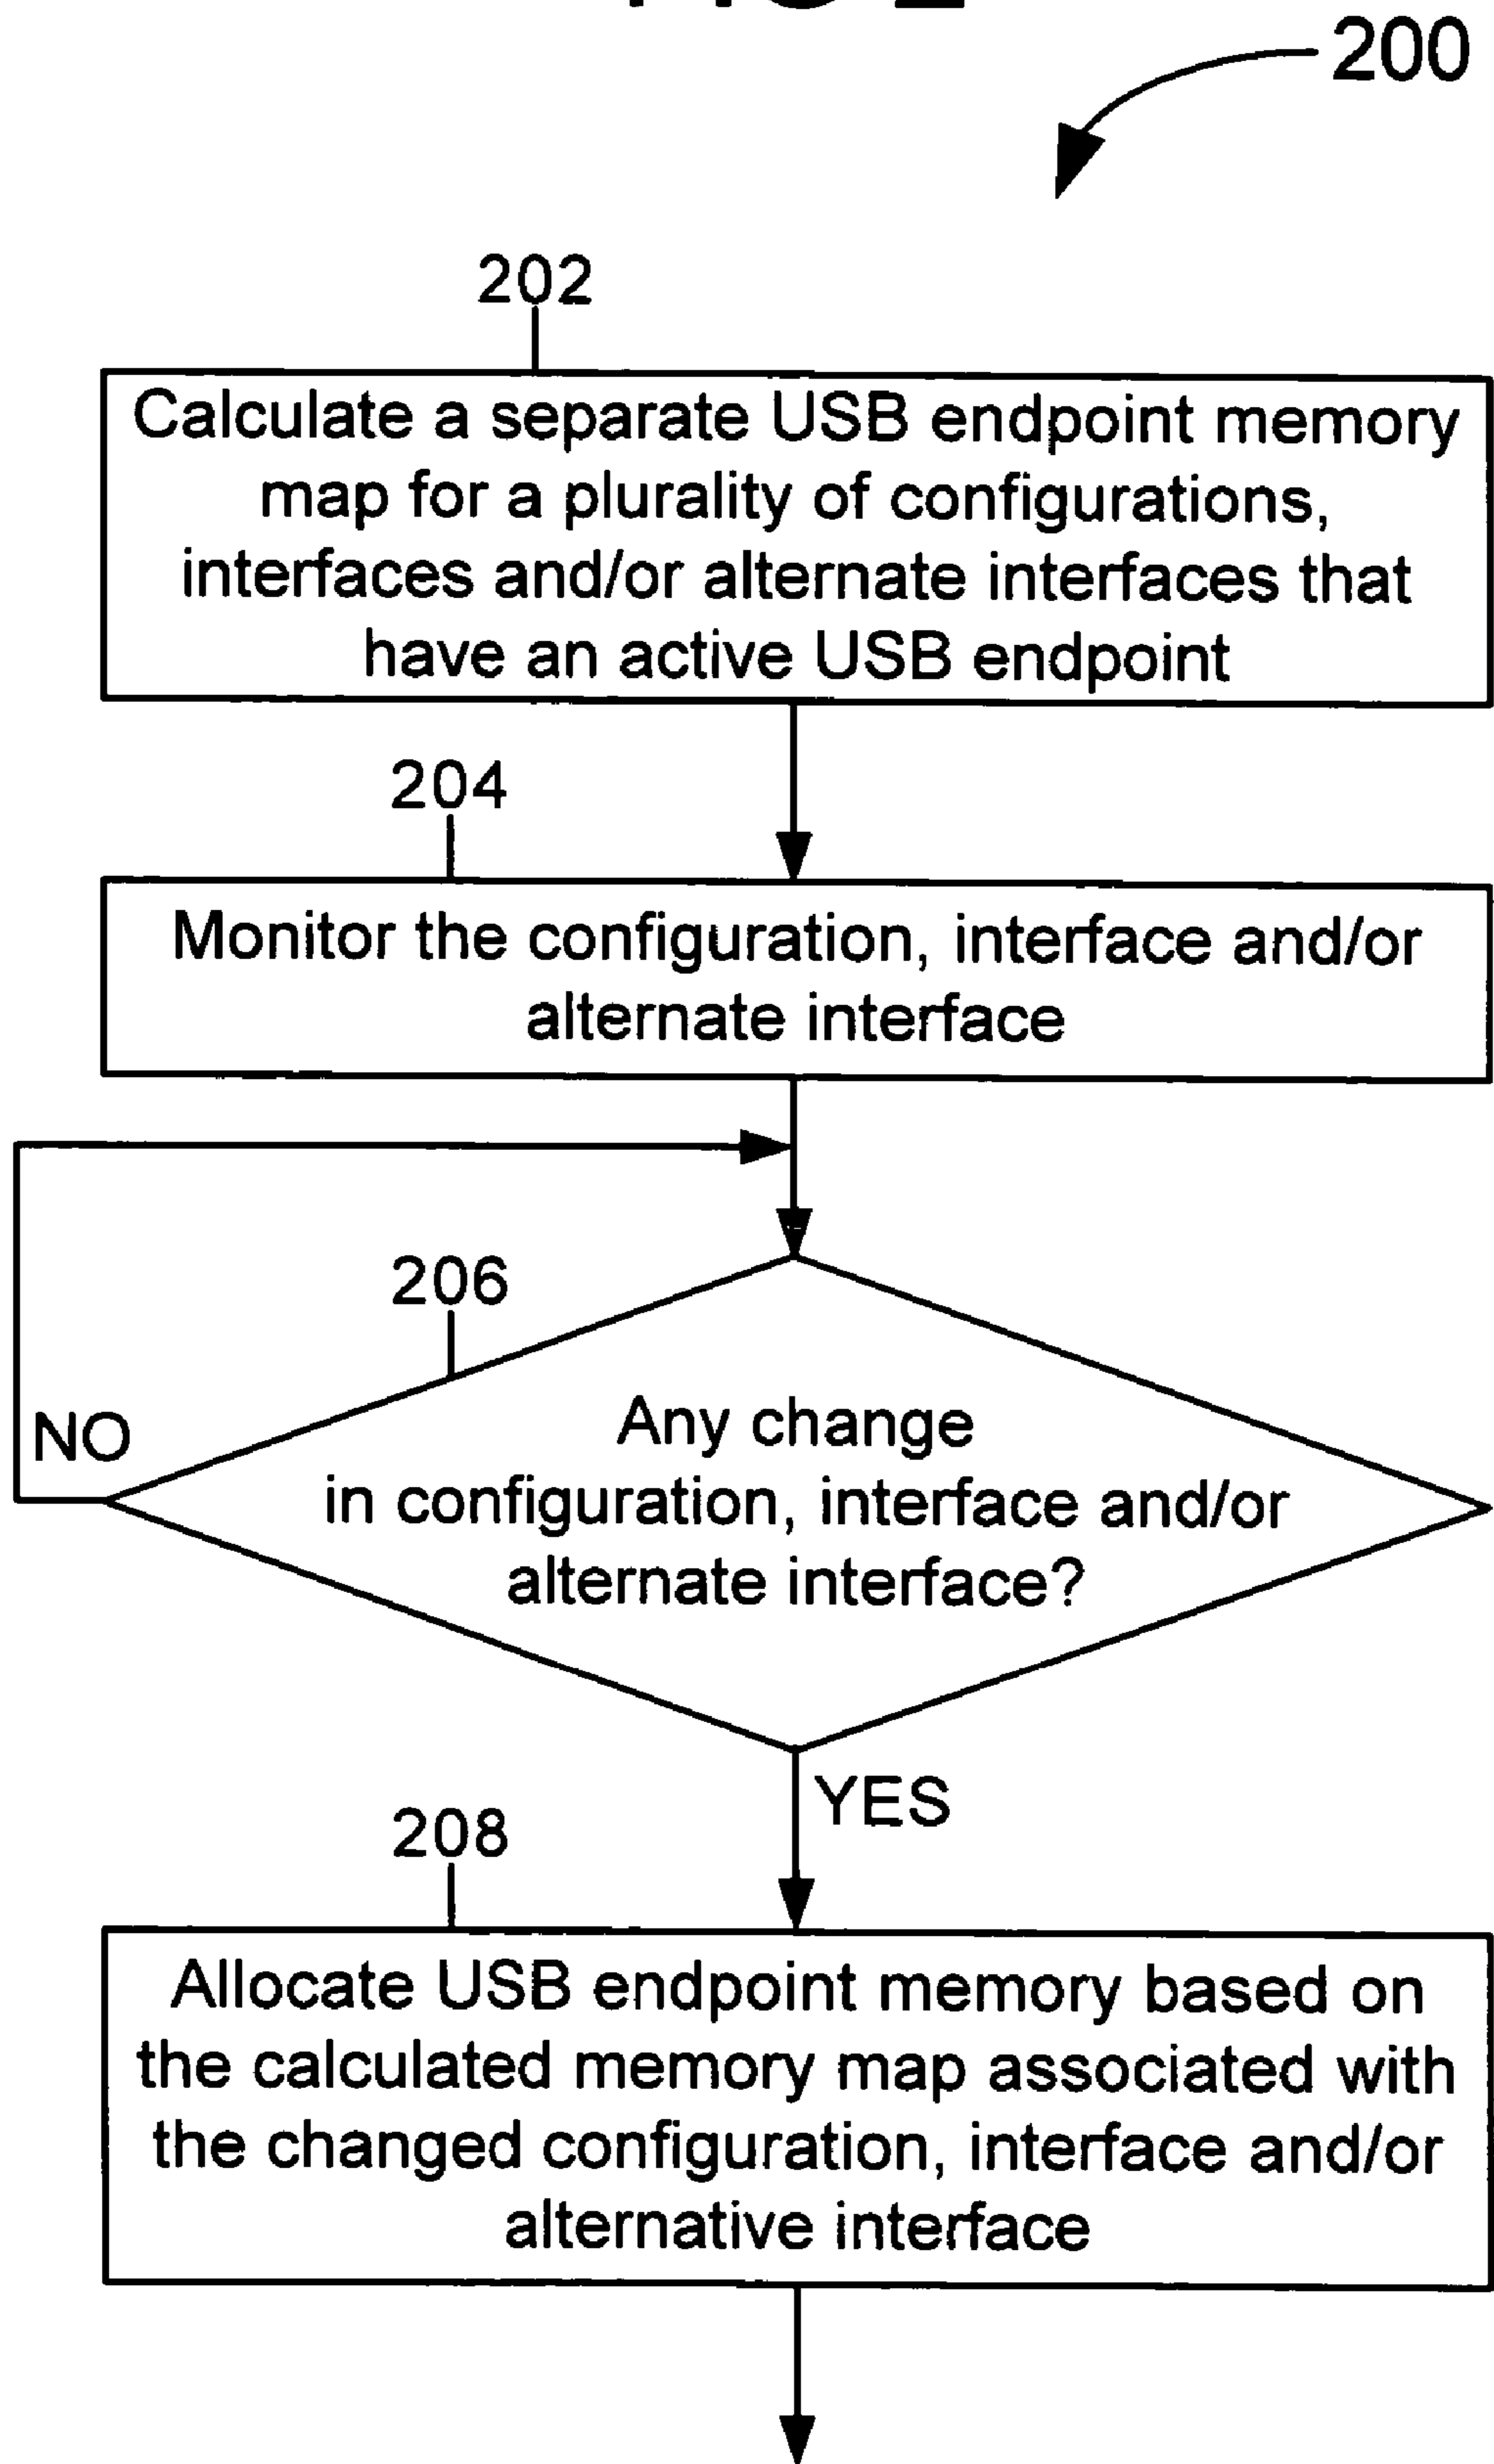 200
202
Calculate a separate USB endpoint memory
map for a plurality of configurations,
interfaces and/or alternate interfaces that
have an active USB endpoint
204
Monitor the configuration, interface and/or
alternate interface
206
NO
Any change
in configuration, interface and/or
alternate interface?
YES
208
Allocate USB endpoint memory based on
the calculated memory map associated with
the changed configuration, interface and/or
alternative interface